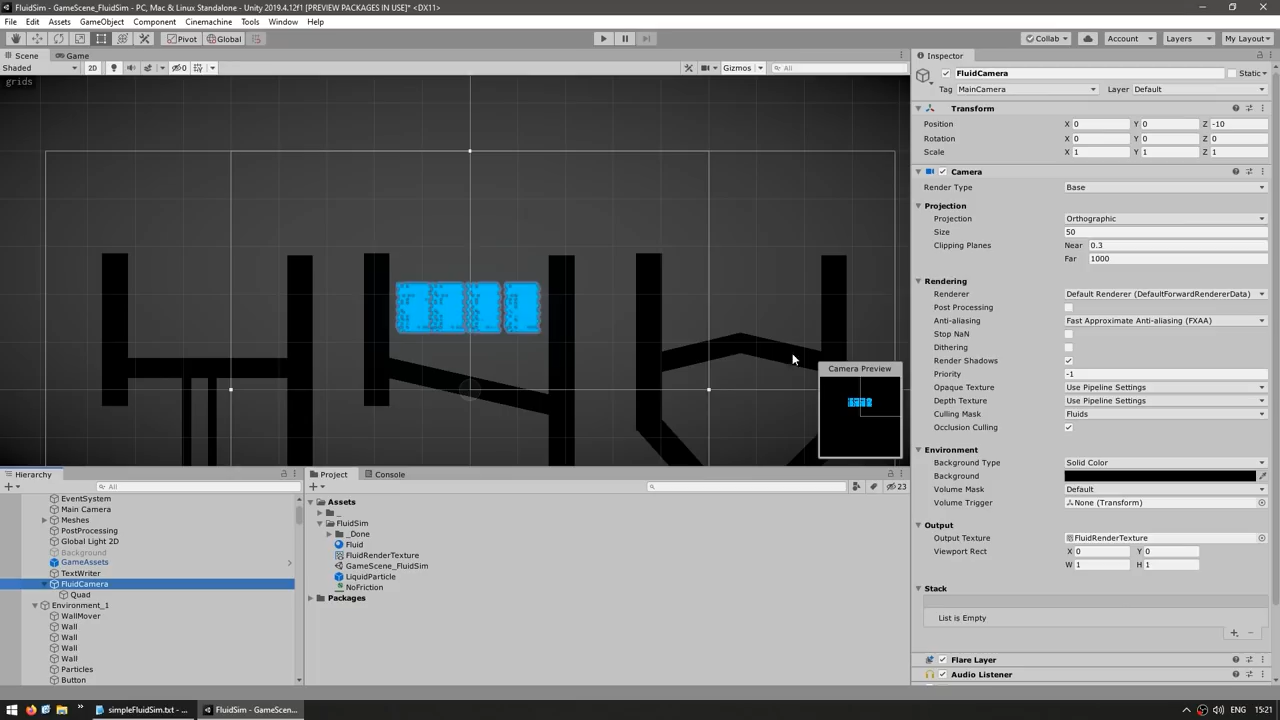 FluidSim - GameScene_FluidSim - PC, Mac & Linux Standalone - Unity 2019.4.12f1 [PREVIEW PACKAGES IN USE]* <DX11>
File Edit Assets GameObject Component Cinemachine Tools Window Help
Pivot Global Collab Account Layers My Layout
Scene Game
Shaded 2D 0 Gizmos All
grids
Camera Preview
Inspector
FluidCamera Static
Tag MainCamera Layer Default
Transform
Position X 0 Y 0 Z -10
Rotation X 0 Y 0 Z 0
Scale X 1 Y 1 Z 1
Camera
Render Type Base
Projection
Projection Orthographic
Size 50
Clipping Planes Near 0.3
Far 1000
Rendering
Renderer Default Renderer (DefaultForwardRendererData)
Post Processing
Anti-aliasing Fast Approximate Anti-aliasing (FXAA)
Stop NaN
Dithering
Render Shadows
Priority -1
Opaque Texture Use Pipeline Settings
Depth Texture Use Pipeline Settings
Culling Mask Fluids
Occlusion Culling
Environment
Background Type Solid Color
Background
Volume Mask Default
Volume Trigger None (Transform)
Output
Output Texture FluidRenderTexture
Viewport Rect X 0 Y 0
W 1 H 1
Stack
List is Empty
Flare Layer
Audio Listener
Hierarchy
All
EventSystem
Main Camera
Meshes
PostProcessing
Global Light 2D
Background
GameAssets
TextWriter
FluidCamera
Quad
Environment_1
WallMover
Wall
Wall
Wall
Wall
Particles
Button
Project Console
23
Assets
_
FluidSim
_Done
Fluid
FluidRenderTexture
GameScene_FluidSim
LiquidParticle
NoFriction
Packages
simpleFluidSim.txt - ... FluidSim - GameScen... ENG 15:21